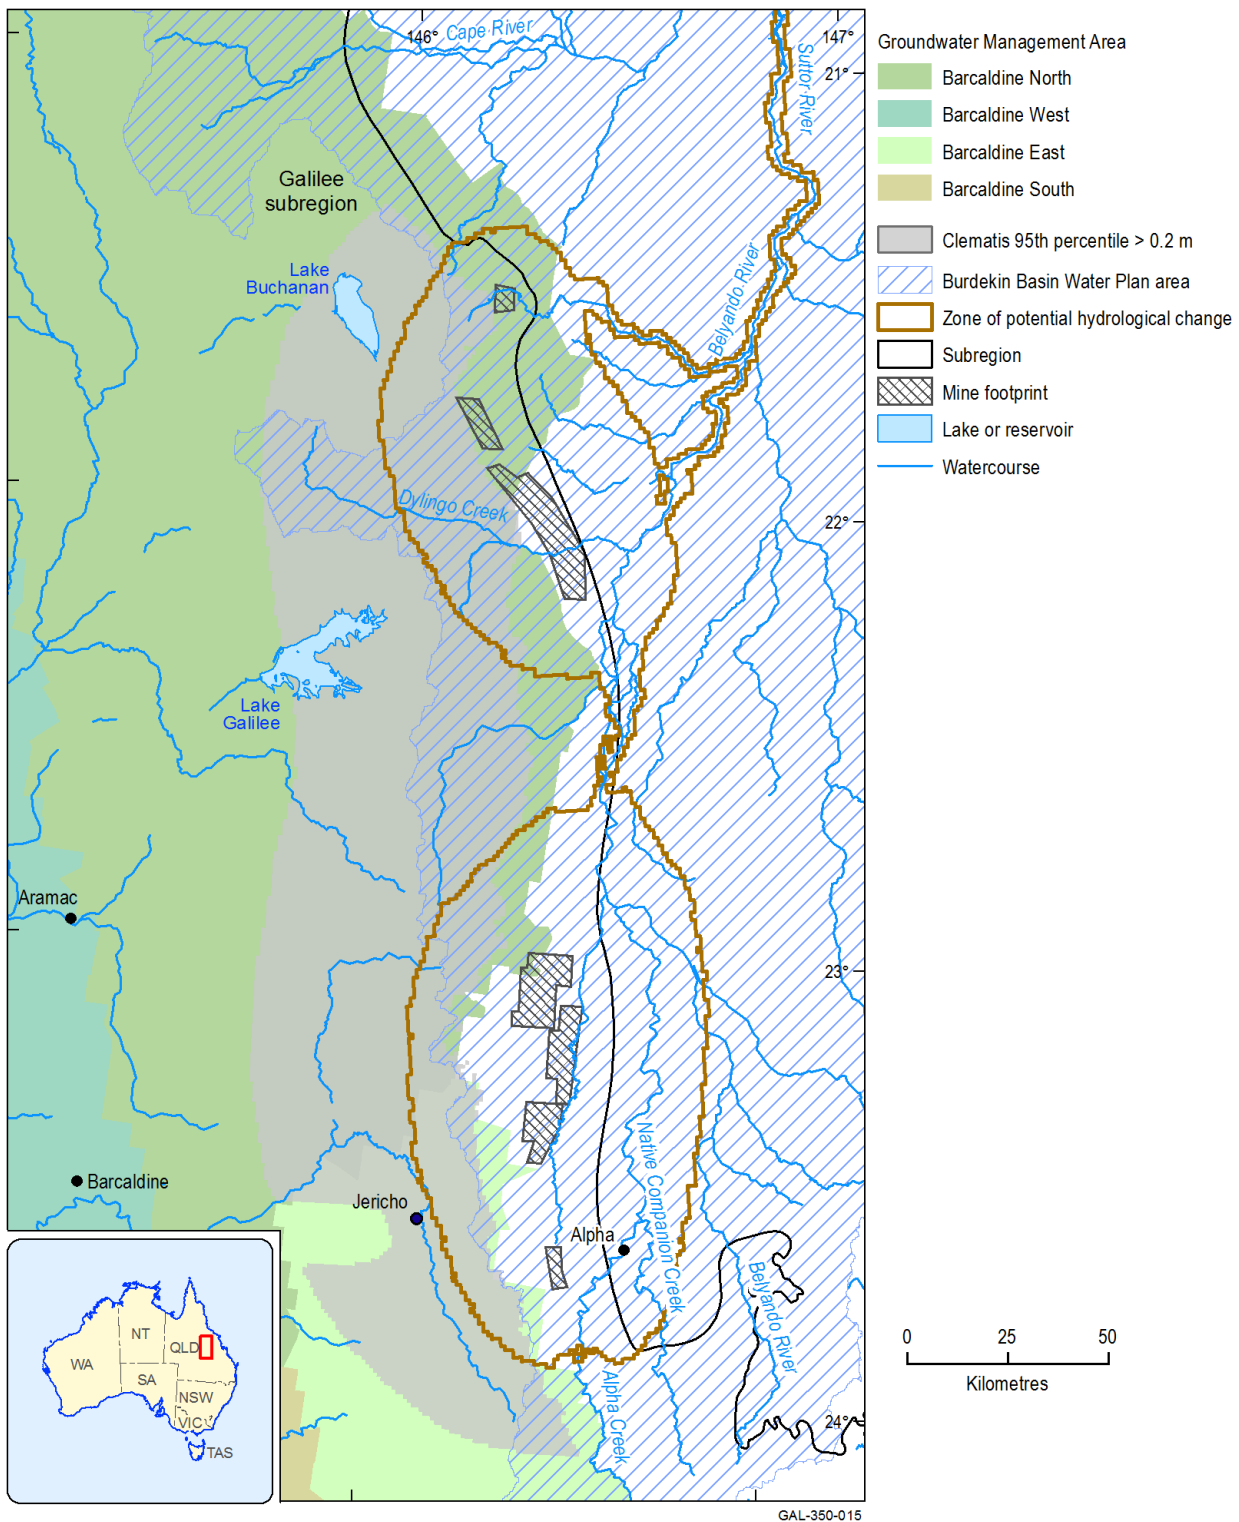 146°
Cape River
147°
21°
Suttor River
Galilee
subregion
Lake
Buchanan
Belyando River
Dylingo Creek
22°
Lake
Galilee
Aramac
23°
Barcaldine
Jericho
Alpha
Native Companion Creek
Belyando River
Alpha Creek
24°
Groundwater Management Area
Barcaldine North
Barcaldine West
Barcaldine East
Barcaldine South
Clematis 95th percentile > 0.2 m
Burdekin Basin Water Plan area
Zone of potential hydrological change
Subregion
Mine footprint
Lake or reservoir
Watercourse
0 25 50
Kilometres
NT
QLD
WA
SA
NSW
VIC
TAS
GAL-350-015